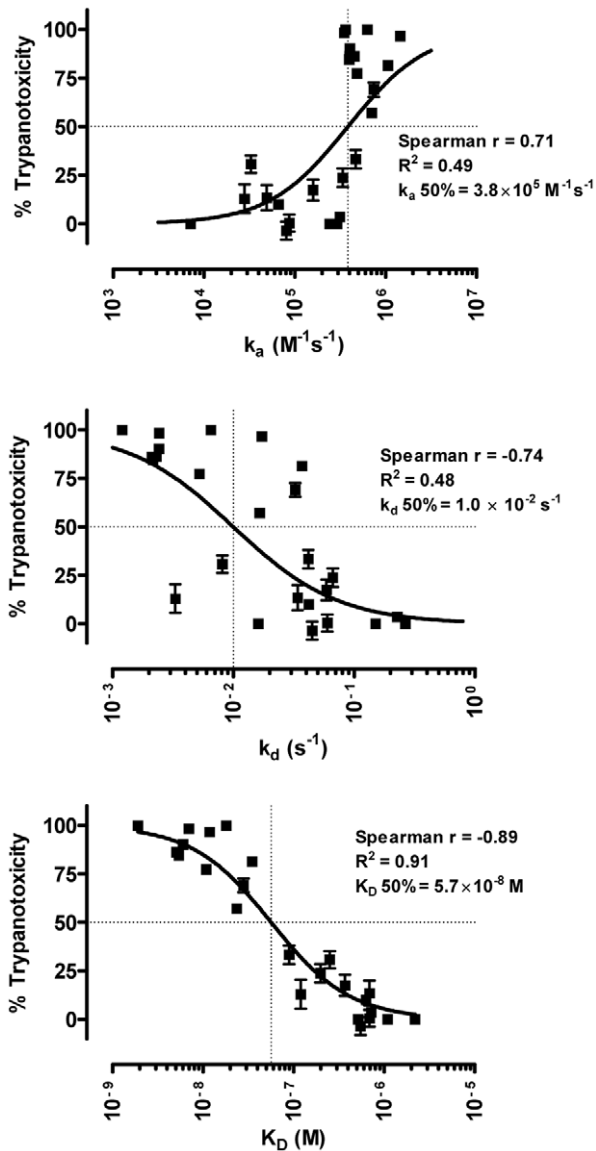 % Trypanotoxicity
100
75
50
25
0
Spearman r = 0.71
R² = 0.49
kₐ 50% = 3.8×10⁵ M⁻¹s⁻¹
10³ 10⁴ 10⁵ 10⁶ 10⁷
kₐ (M⁻¹s⁻¹)
% Trypanotoxicity
100
75
50
25
0
Spearman r = -0.74
R² = 0.48
k_d 50% = 1.0 × 10⁻² s⁻¹
10⁻³ 10⁻² 10⁻¹ 10⁰
k_d (s⁻¹)
% Trypanotoxicity
100
75
50
25
0
Spearman r = -0.89
R² = 0.91
K_D 50% = 5.7×10⁻⁸ M
10⁻⁹ 10⁻⁸ 10⁻⁷ 10⁻⁶ 10⁻⁵
K_D (M)